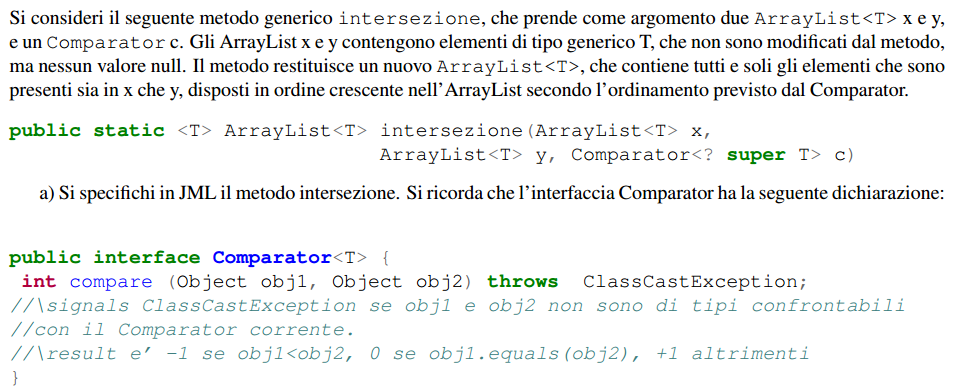 Si consideri il seguente metodo generico intersezione, che prende come argomento due ArrayList<T> x e y,
e un Comparator c. Gli ArrayList x e y contengono elementi di tipo generico T, che non sono modificati dal metodo,
ma nessun valore null. Il metodo restituisce un nuovo ArrayList<T>, che contiene tutti e soli gli elementi che sono
presenti sia in x che y, disposti in ordine crescente nell'ArrayList secondo l'ordinamento previsto dal Comparator.
public static <T> ArrayList<T> intersezione(ArrayList<T> x,
ArrayList<T> y, Comparator<? super T> c)
a) Si specifichi in JML il metodo intersezione. Si ricorda che l'interfaccia Comparator ha la seguente dichiarazione:
public interface Comparator<T> {
int compare (Object obj1, Object obj2) throws ClassCastException;
//\signals ClassCastException se obj1 e obj2 non sono di tipi confrontabili
//con il Comparator corrente.
//\result e' -1 se obj1<obj2, 0 se obj1.equals(obj2), +1 altrimenti
}